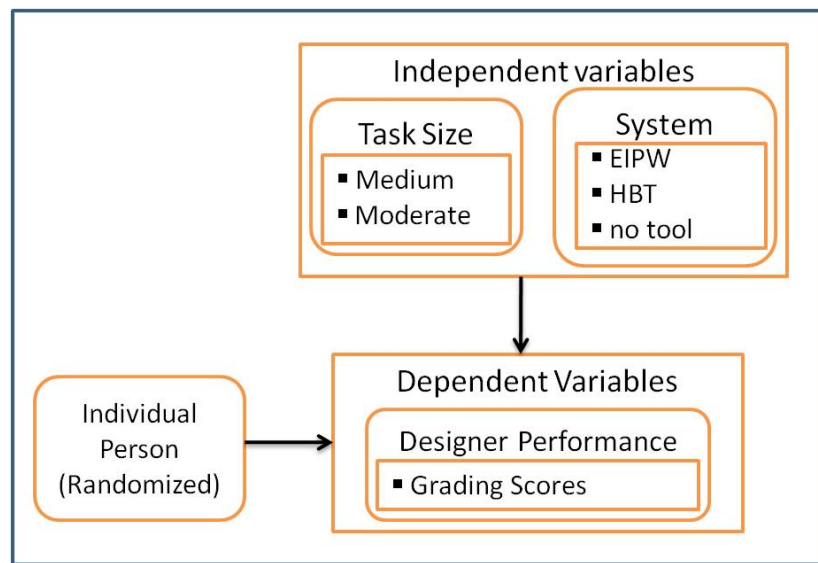 Independent variables
Task Size
▪ Medium
▪ Moderate
System
▪ EIPW
▪ HBT
▪ no tool
Individual
Person
(Randomized)
Dependent Variables
Designer Performance
▪ Grading Scores